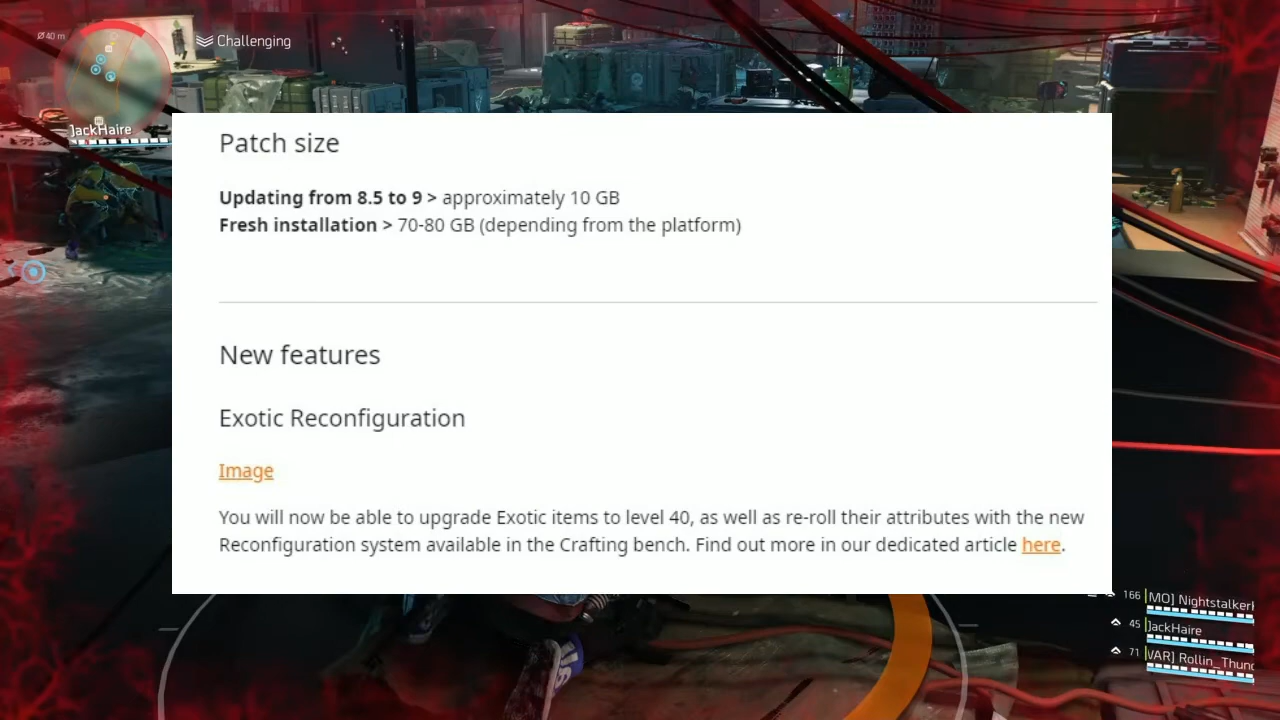 40 m
Challenging
JackHaire
Patch size
Updating from 8.5 to 9 > approximately 10 GB
Fresh installation > 70-80 GB (depending from the platform)
New features
Exotic Reconfiguration
Image
You will now be able to upgrade Exotic items to level 40, as well as re-roll their attributes with the new
Reconfiguration system available in the Crafting bench. Find out more in our dedicated article here.
166 [MO] Nightstalker
45 JackHaire
71 VAR] Rollin_Thund